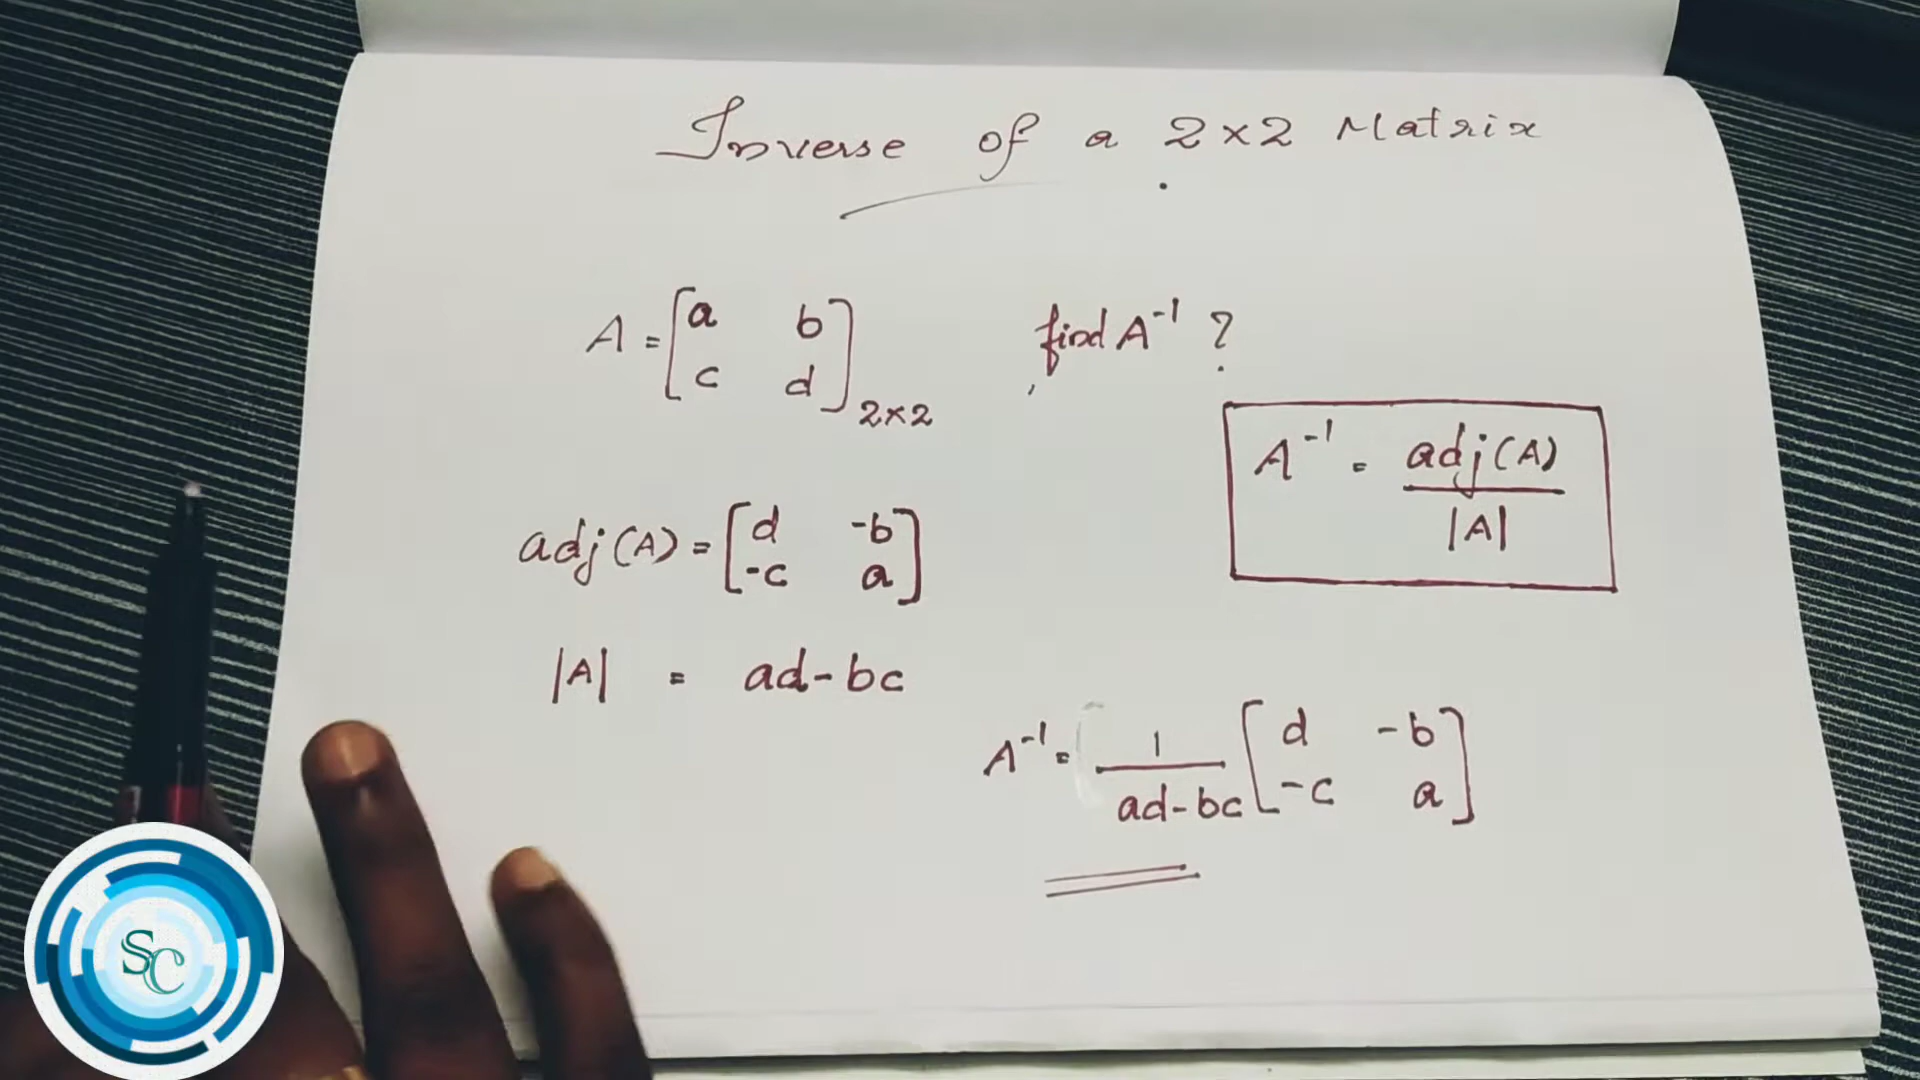 Inverse of a 2×2 Matrix
A = [a b
c d]2×2 find A⁻¹ ?
A⁻¹ = adj(A)
|A|
adj(A) = [d -b
-c a]
|A| = ad-bc
A⁻¹ = 1/ad-bc [d -b
-c a]
SC